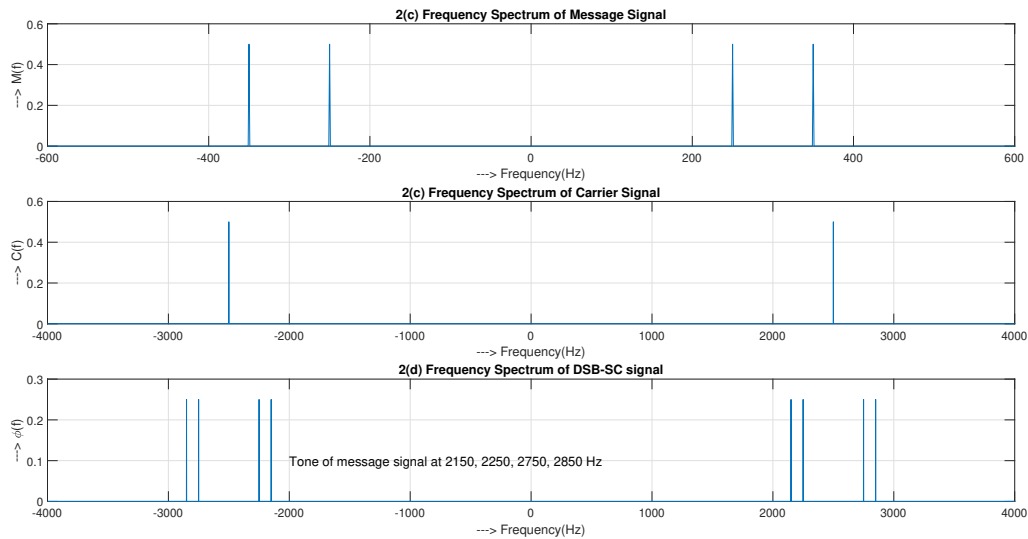 2(c) Frequency Spectrum of Message Signal
0.6
0.4
0.2
0
---> M(f)
-600 -400 -200 0 200 400 600
---> Frequency(Hz)
2(c) Frequency Spectrum of Carrier Signal
0.6
0.4
0.2
0
---> C(f)
-4000 -3000 -2000 -1000 0 1000 2000 3000 4000
---> Frequency(Hz)
2(d) Frequency Spectrum of DSB-SC signal
0.3
0.2
0.1
0
---> ϕ(f)
Tone of message signal at 2150, 2250, 2750, 2850 Hz
-4000 -3000 -2000 -1000 0 1000 2000 3000 4000
---> Frequency(Hz)